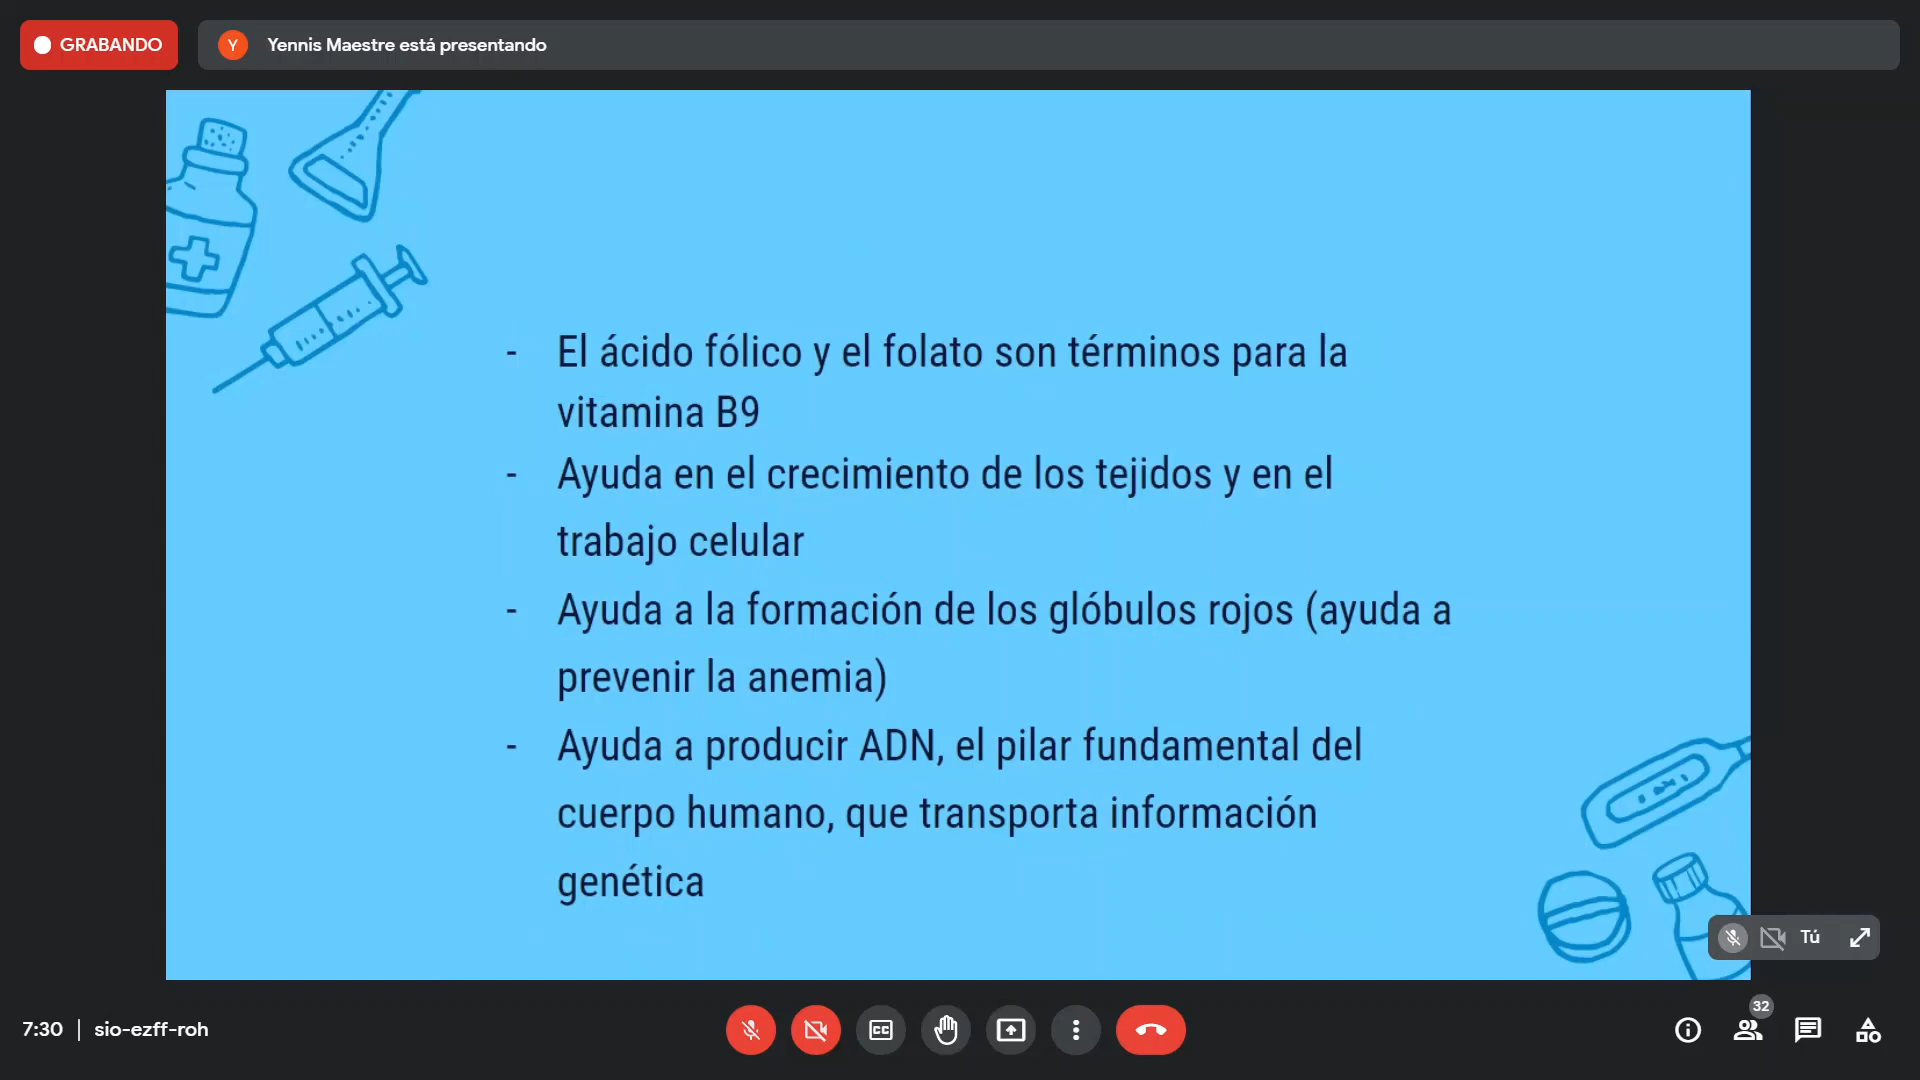 GRABANDO
Y
Yennis Maestre está presentando
- El ácido fólico y el folato son términos para la
vitamina B9
- Ayuda en el crecimiento de los tejidos y en el
trabajo celular
- Ayuda a la formación de los glóbulos rojos (ayuda a
prevenir la anemia)
- Ayuda a producir ADN, el pilar fundamental del
cuerpo humano, que transporta información
genética
Tú
7:30 | sio-ezff-roh
CC
32